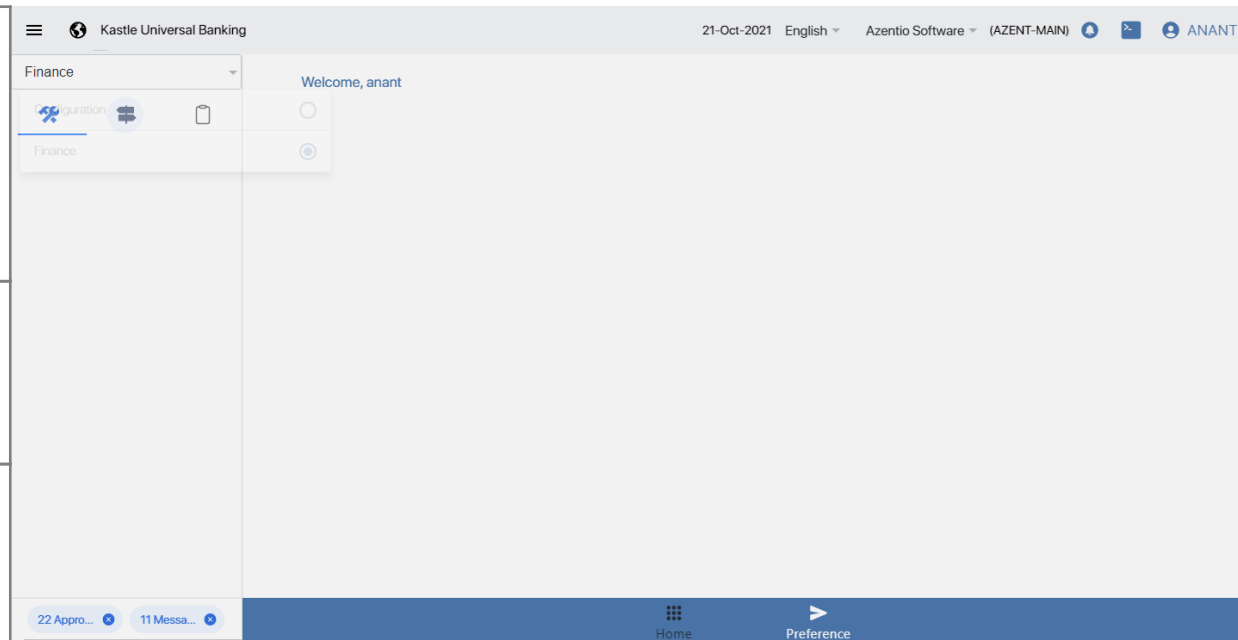 Kastle Universal Banking
21-Oct-2021 English Azentio Software (AZENT-MAIN) ANANT
Finance
Welcome, anant
Configuration
Finance
22 Appro... 11 Messa...
Home Preference